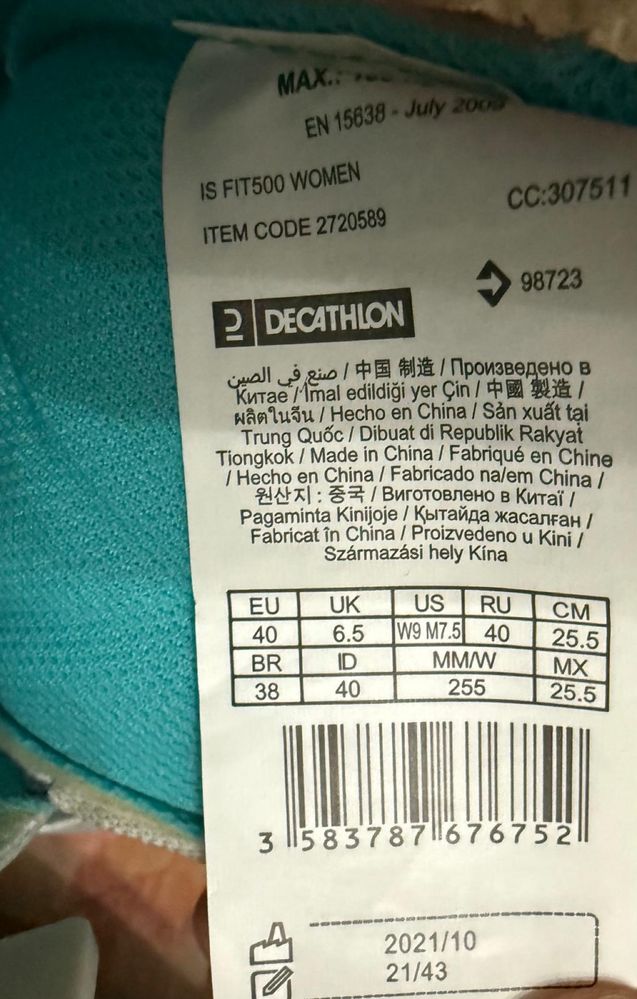 MAX.:
EN 15638 - July 2009
IS FIT500 WOMEN
CC:307511
ITEM CODE 2720589
98723
DECATHLON
صنع في الصين / 中国 制造 / Произведено в
Китае / İmal edildiği yer Çin / 中國 製造 /
ผลิตในจีน / Hecho en China / Sản xuất tại
Trung Quốc / Dibuat di Republik Rakyat
Tiongkok / Made in China / Fabriqué en Chine
/ Hecho en China / Fabricado na/em China /
원산지 : 중국 / Виготовлено в Китаї /
Pagaminta Kinijoje / Қытайда жасалған /
Fabricat în China / Proizvedeno u Kini /
Származási hely Kína
EU UK US RU CM
40 6.5 W9 M7.5 40 25.5
BR ID MM/W MX
38 40 255 25.5
3 583787 676752
2021/10
21/43